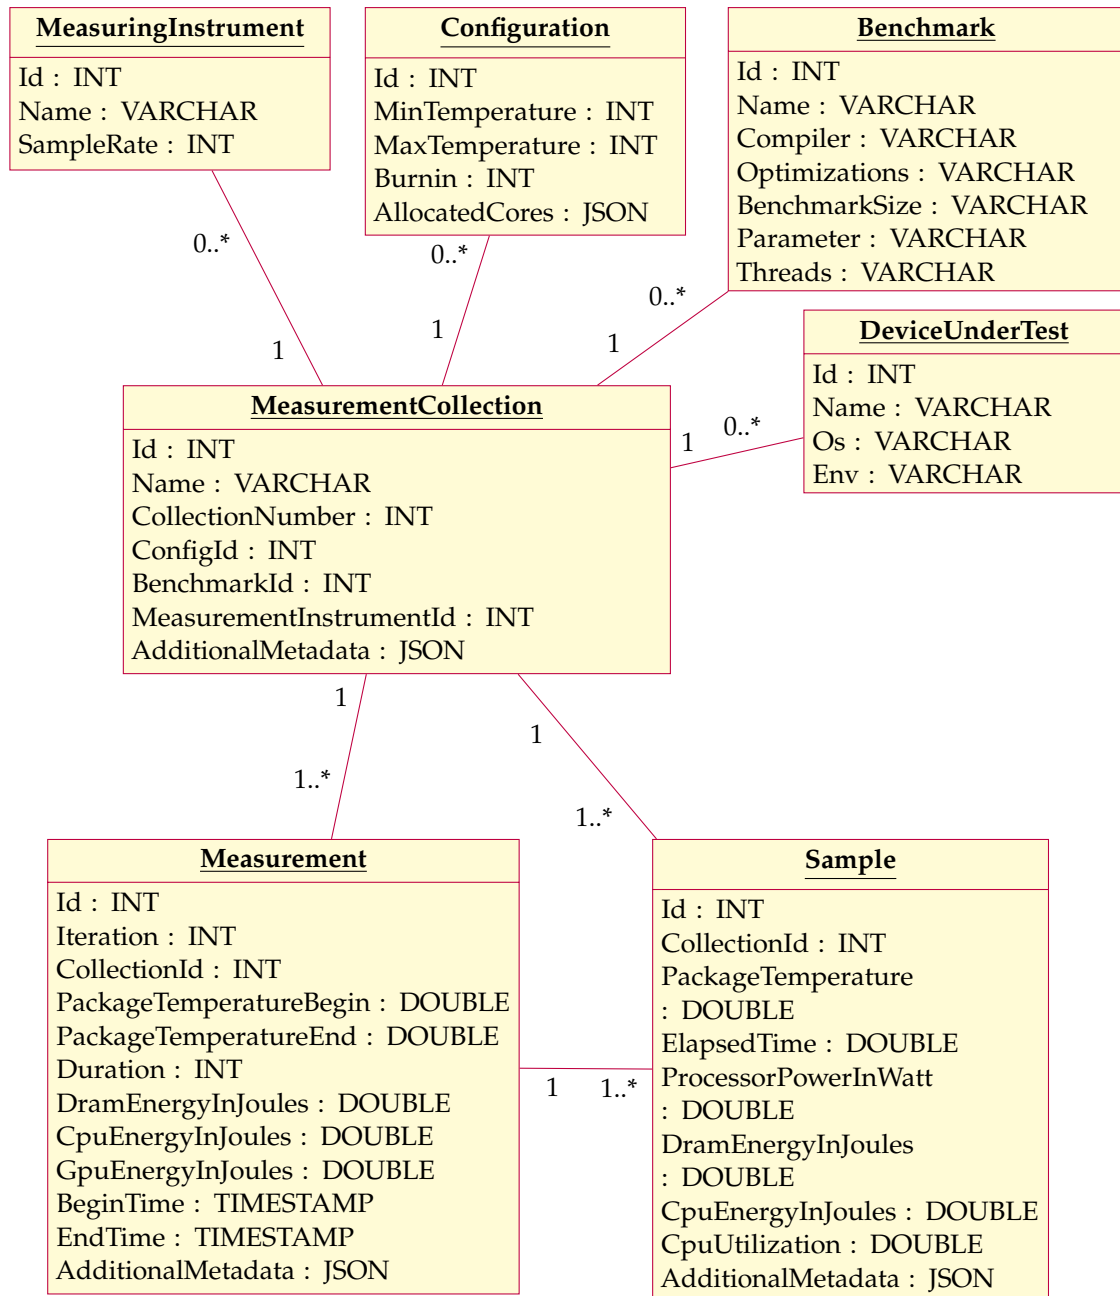 MeasuringInstrument
Id : INT
Name : VARCHAR
SampleRate : INT
Configuration
Id : INT
MinTemperature : INT
MaxTemperature : INT
Burnin : INT
AllocatedCores : JSON
Benchmark
Id : INT
Name : VARCHAR
Compiler : VARCHAR
Optimizations : VARCHAR
BenchmarkSize : VARCHAR
Parameter : VARCHAR
Threads : VARCHAR
0..*
0..*
0..*
1
1
1
DeviceUnderTest
Id : INT
Name : VARCHAR
Os : VARCHAR
Env : VARCHAR
0..*
1
MeasurementCollection
Id : INT
Name : VARCHAR
CollectionNumber : INT
ConfigId : INT
BenchmarkId : INT
MeasurementInstrumentId : INT
AdditionalMetadata : JSON
1
1
1..*
1..*
Measurement
Id : INT
Iteration : INT
CollectionId : INT
PackageTemperatureBegin : DOUBLE
PackageTemperatureEnd : DOUBLE
Duration : INT
DramEnergyInJoules : DOUBLE
CpuEnergyInJoules : DOUBLE
GpuEnergyInJoules : DOUBLE
BeginTime : TIMESTAMP
EndTime : TIMESTAMP
AdditionalMetadata : JSON
1
1..*
Sample
Id : INT
CollectionId : INT
PackageTemperature
: DOUBLE
ElapsedTime : DOUBLE
ProcessorPowerInWatt
: DOUBLE
DramEnergyInJoules
: DOUBLE
CpuEnergyInJoules : DOUBLE
CpuUtilization : DOUBLE
AdditionalMetadata : JSON